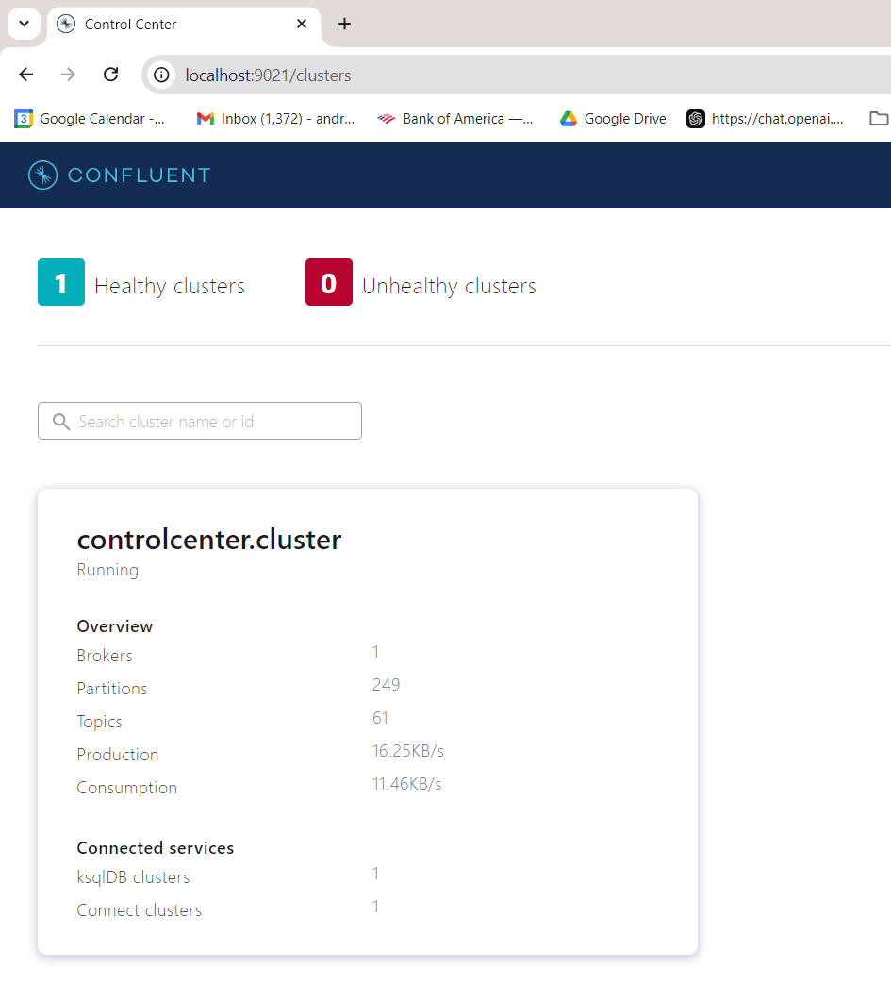 Control Center
localhost:9021/clusters
3 Google Calendar -... Inbox (1,372) - andr... Bank of America —... Google Drive https://chat.openai....
CONFLUENT
1 Healthy clusters 0 Unhealthy clusters
Search cluster name or id
controlcenter.cluster
Running
Overview
Brokers 1
Partitions 249
Topics 61
Production 16.25KB/s
Consumption 11.46KB/s
Connected services
ksqlDB clusters 1
Connect clusters 1